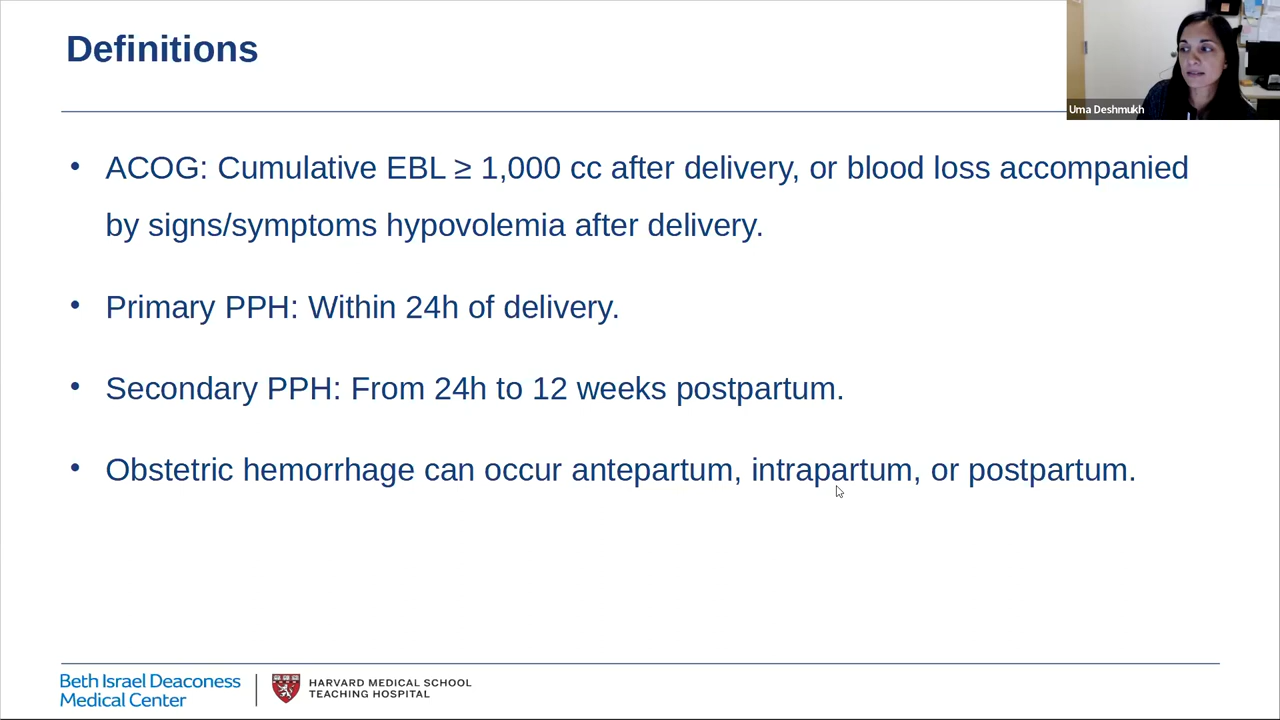 Definitions
Uma Deshmukh
• ACOG: Cumulative EBL ≥ 1,000 cc after delivery, or blood loss accompanied
by signs/symptoms hypovolemia after delivery.
• Primary PPH: Within 24h of delivery.
• Secondary PPH: From 24h to 12 weeks postpartum.
• Obstetric hemorrhage can occur antepartum, intrapartum, or postpartum.
Beth Israel Deaconess
Medical Center
HARVARD MEDICAL SCHOOL
TEACHING HOSPITAL